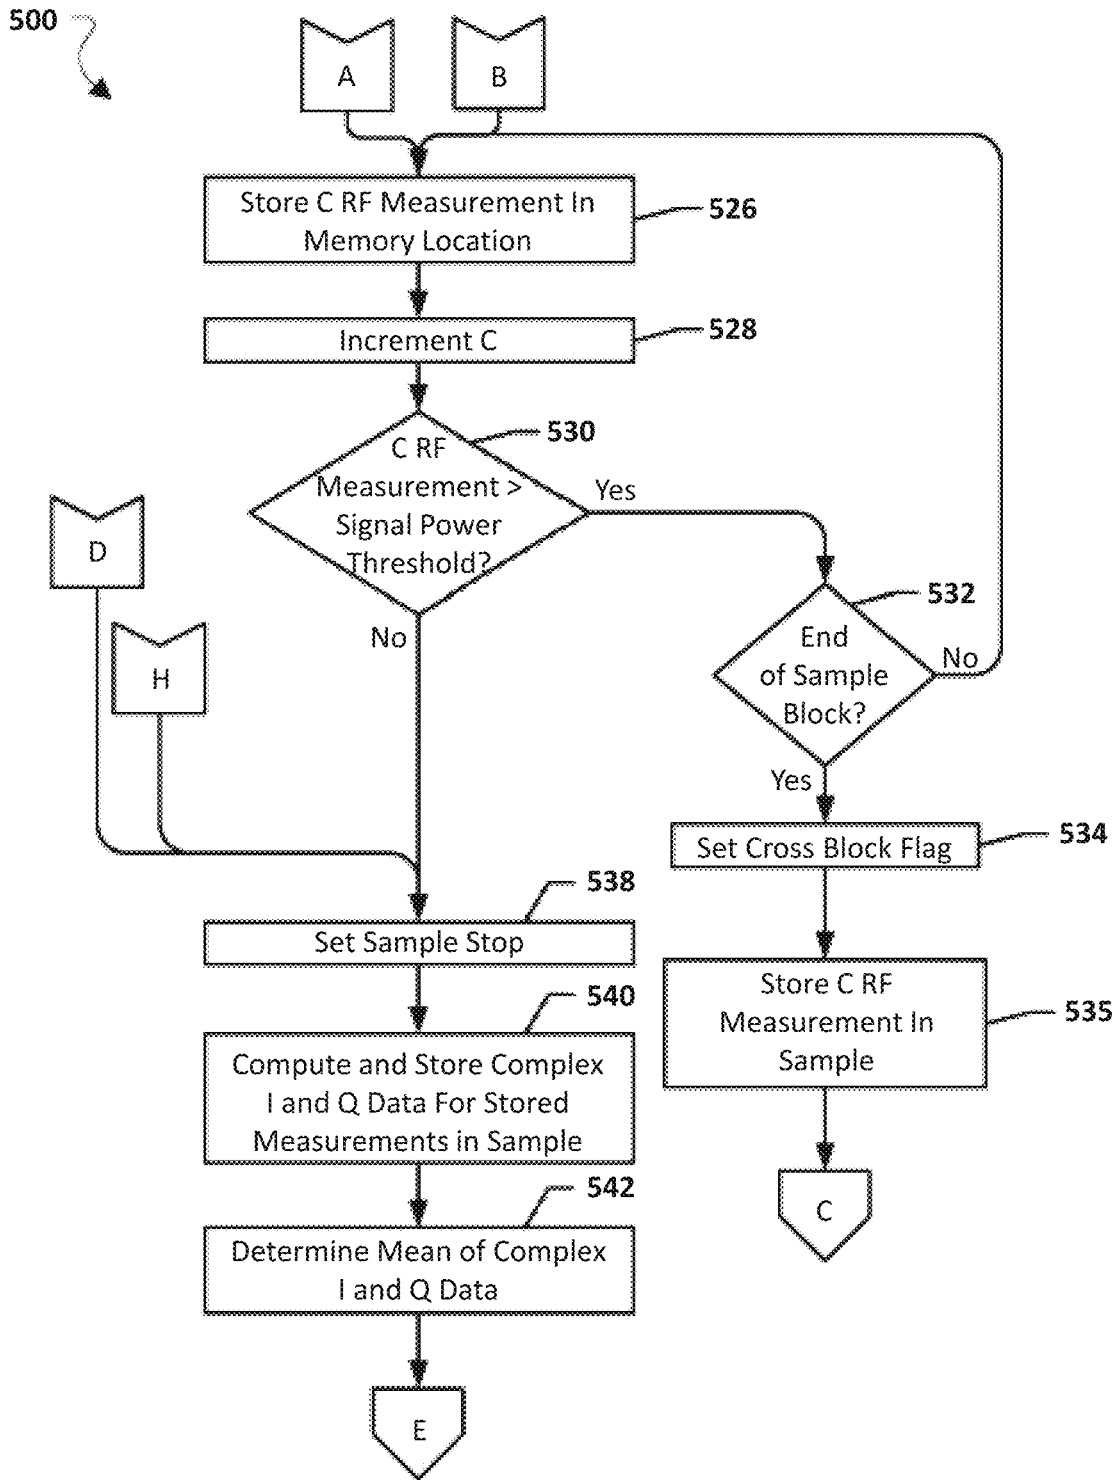 500
A
B
Store C RF Measurement In
Memory Location
526
Increment C
528
530
C RF
Measurement >
Signal Power
Threshold?
Yes
No
D
H
532
End
of Sample
Block?
No
Yes
Set Cross Block Flag
534
538
Set Sample Stop
Store C RF
Measurement In
Sample
535
540
Compute and Store Complex
I and Q Data For Stored
Measurements in Sample
C
542
Determine Mean of Complex
I and Q Data
E